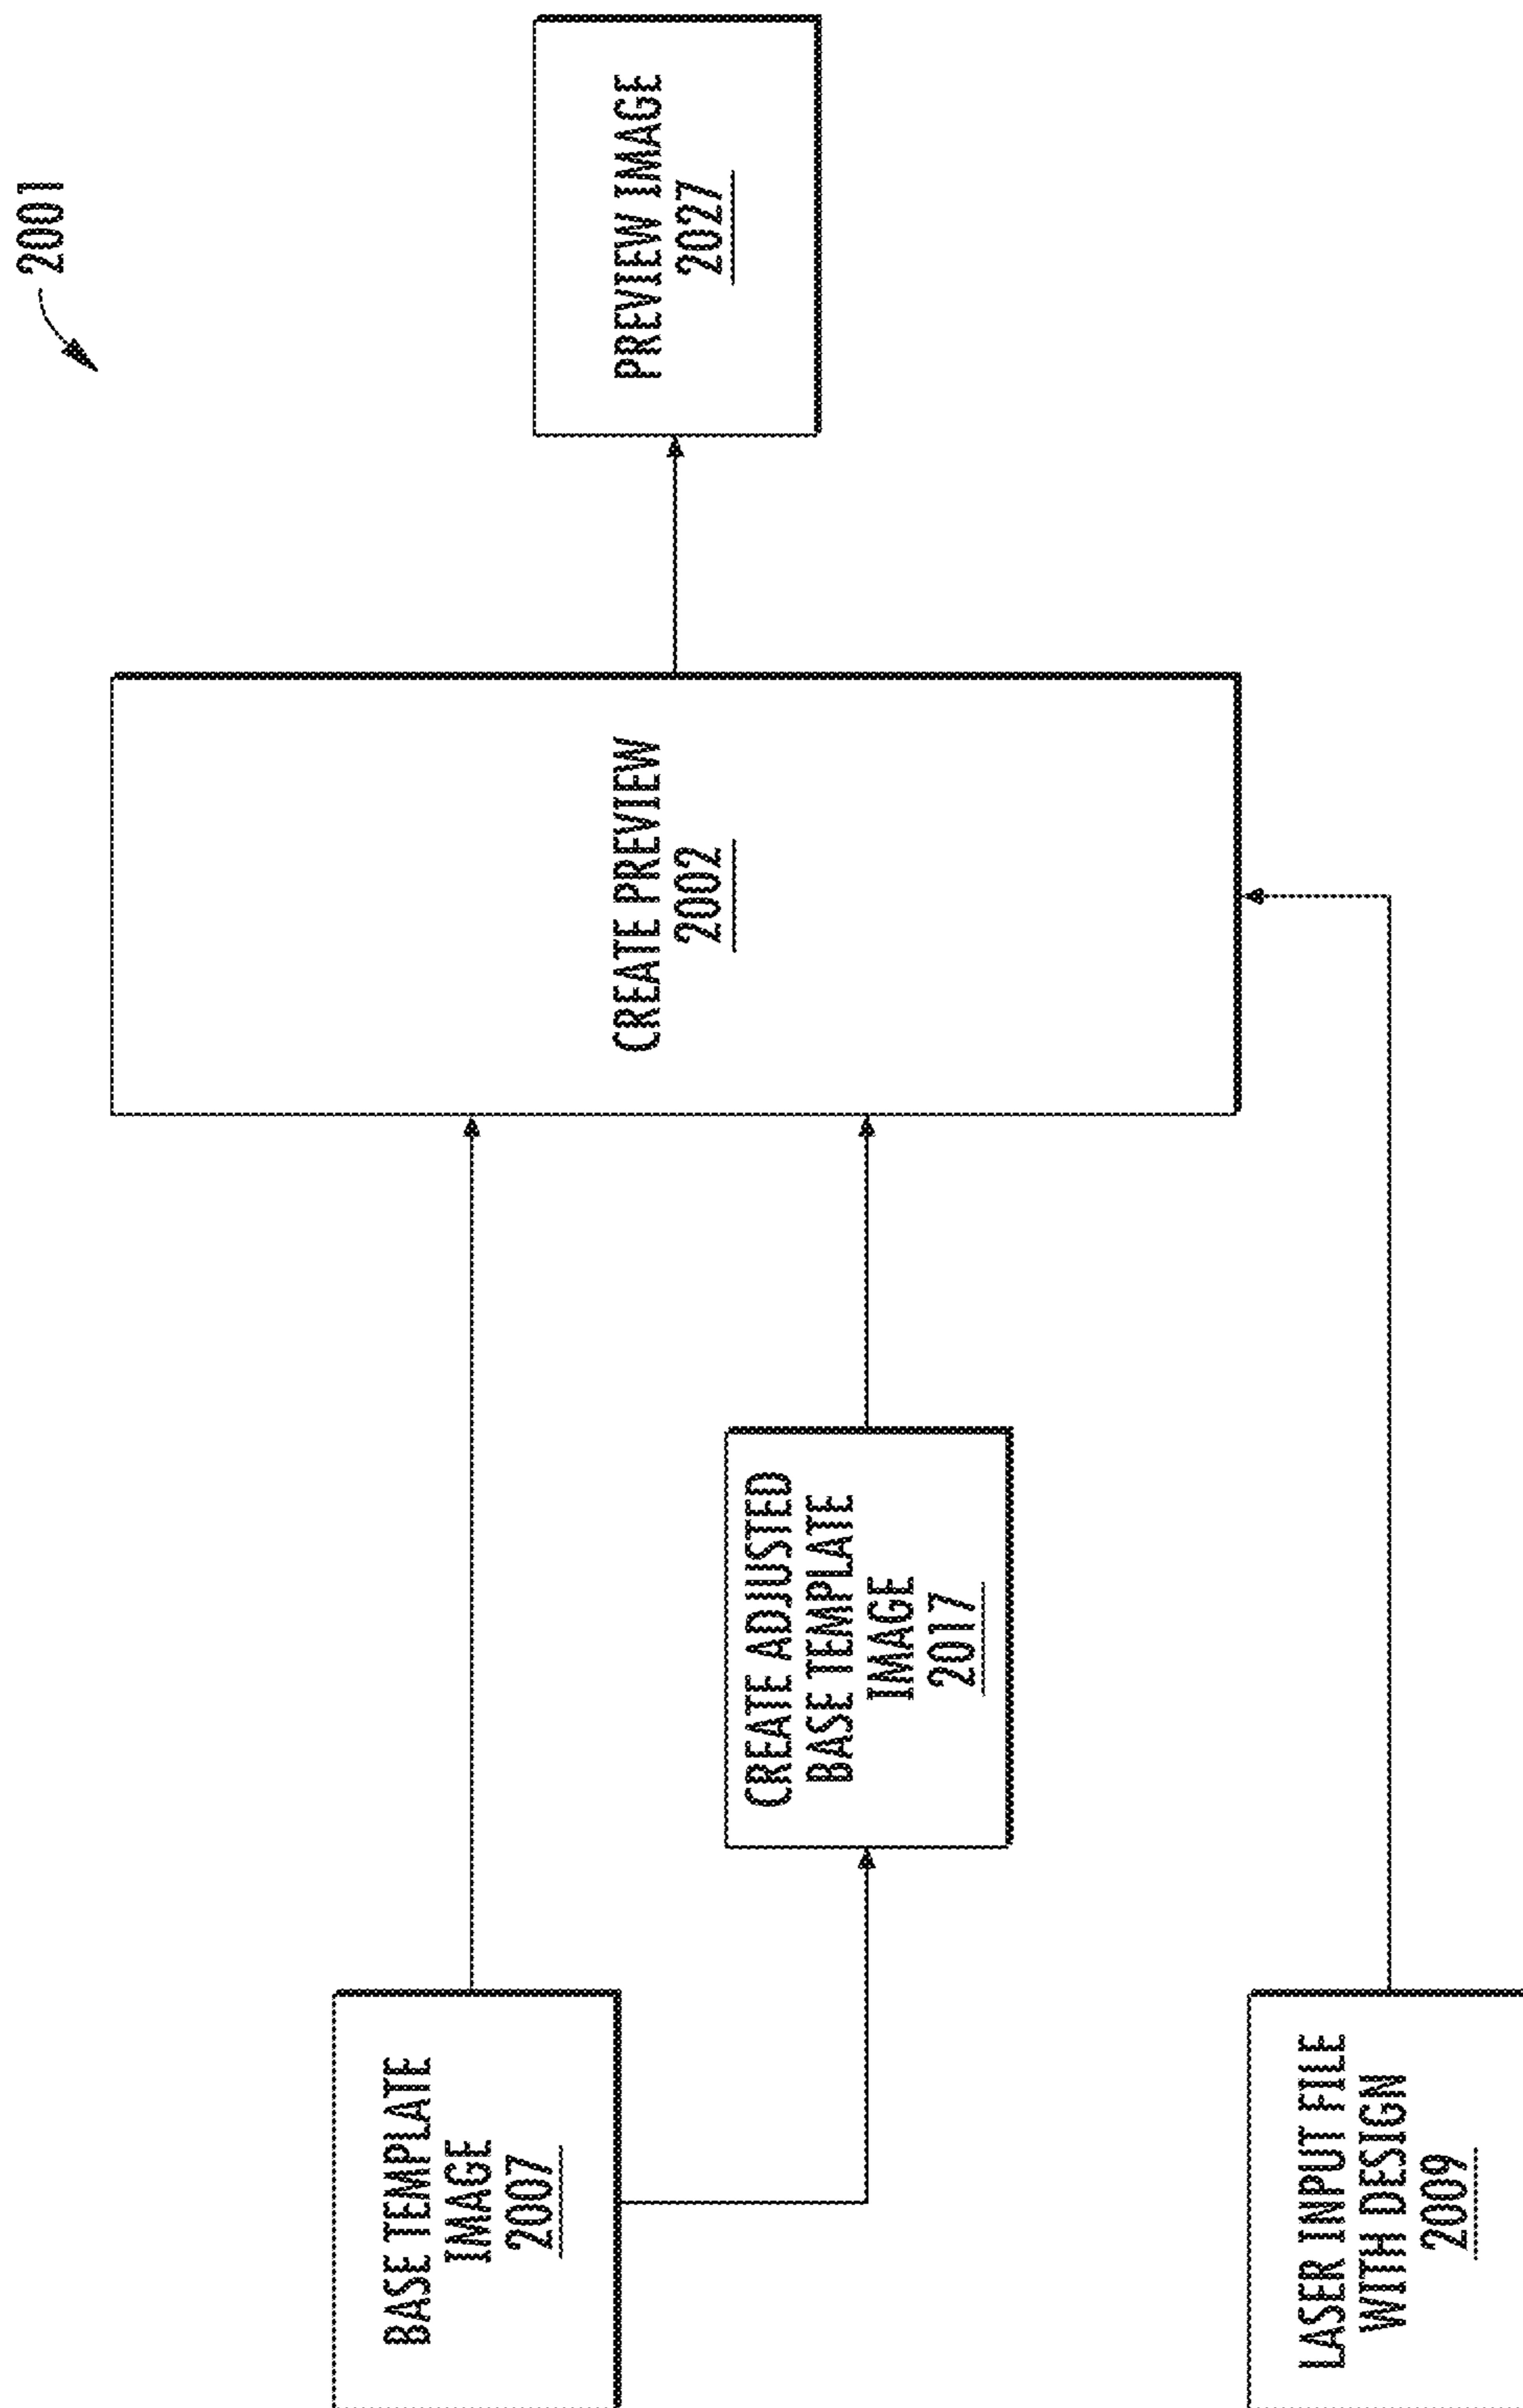 2001
BASE TEMPLATE
IMAGE
2007
CREATE ADJUSTED
BASE TEMPLATE
IMAGE
2017
LASER INPUT FILE
WITH DESIGN
2009
CREATE PREVIEW
2002
PREVIEW IMAGE
2027